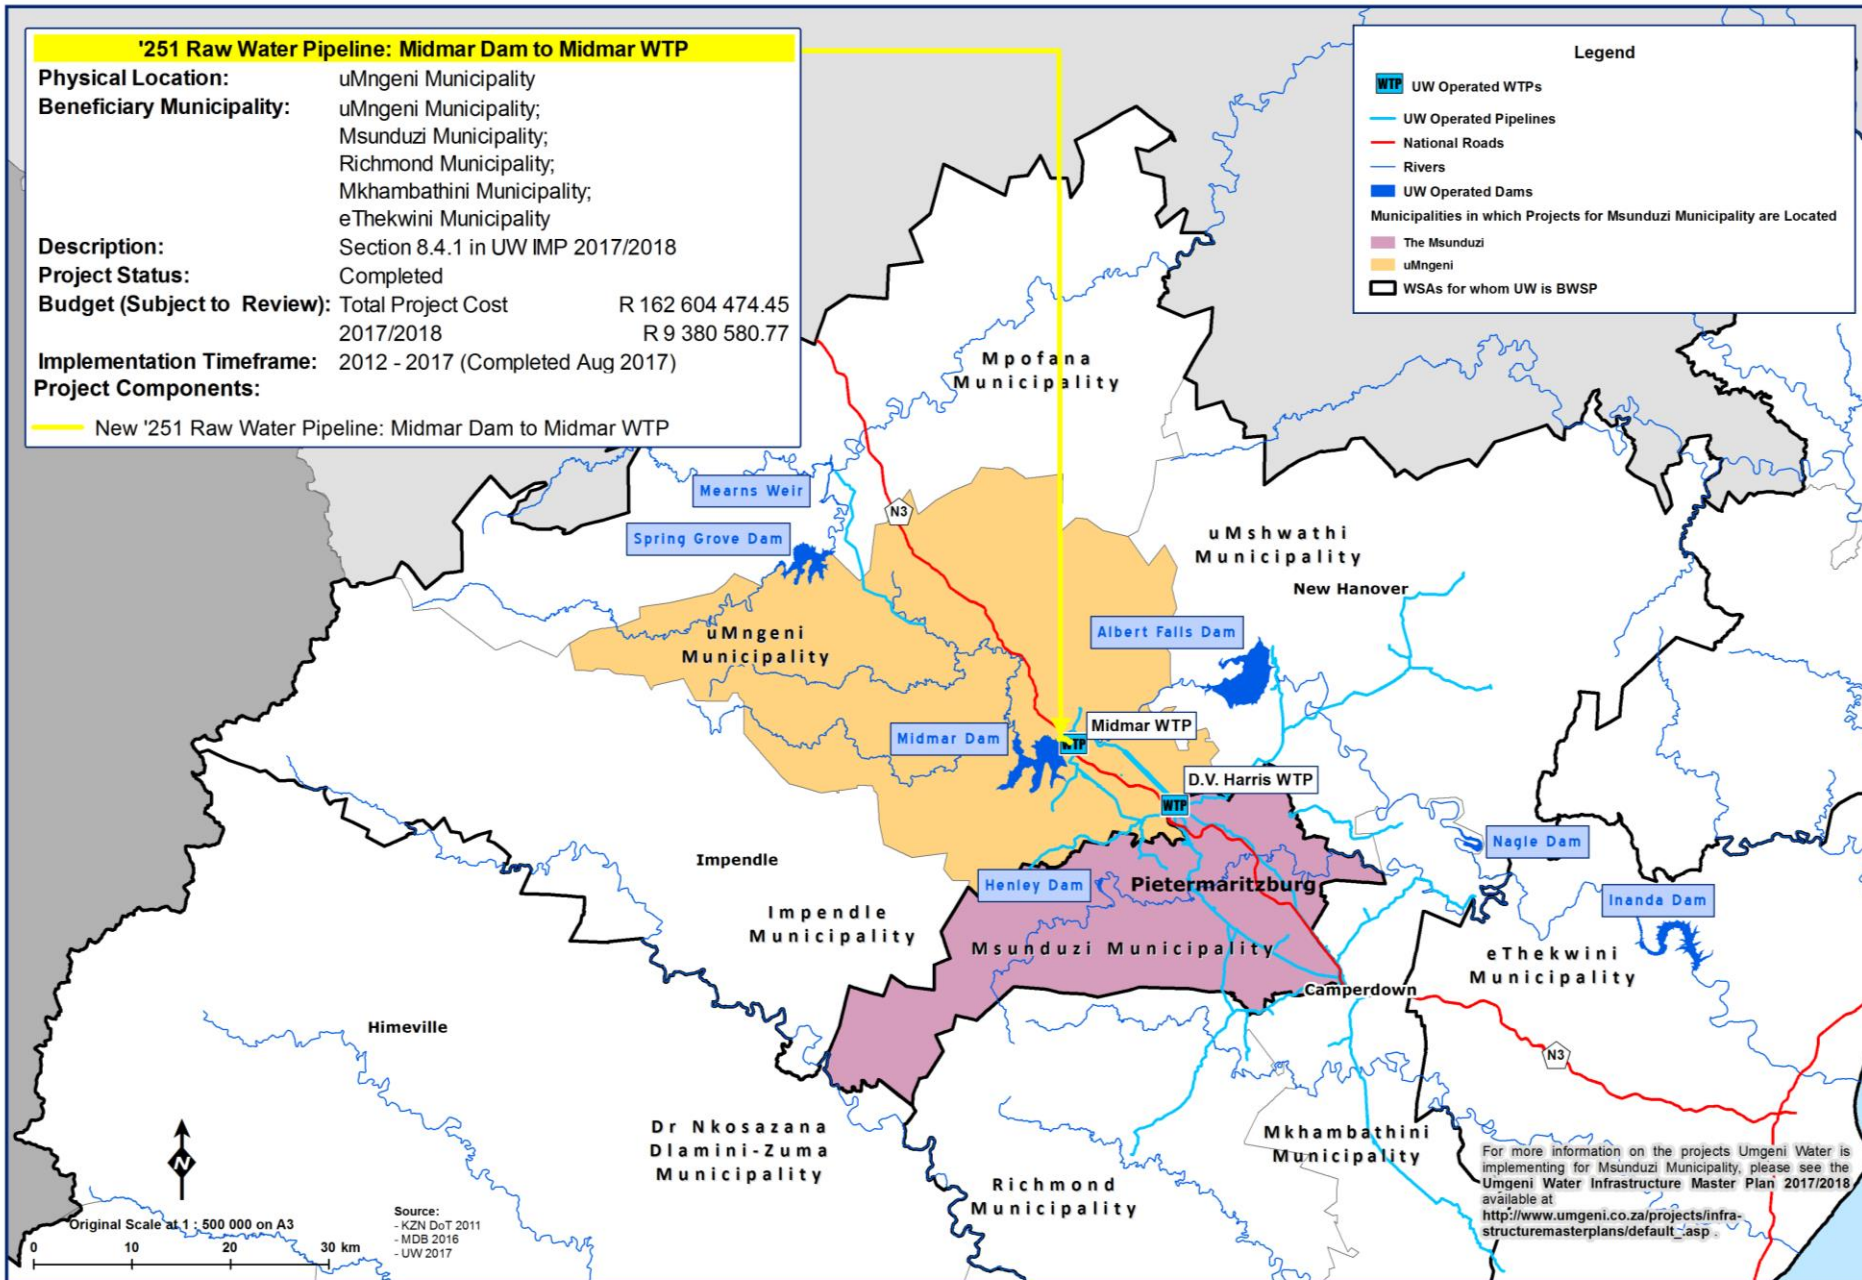 '251 Raw Water Pipeline: Midmar Dam to Midmar WTP
Physical Location: uMngeni Municipality
Beneficiary Municipality: uMngeni Municipality;
Msunduzi Municipality;
Richmond Municipality;
Mkhambathini Municipality;
eThekwini Municipality
Description: Section 8.4.1 in UW IMP 2017/2018
Project Status: Completed
Budget (Subject to Review): Total Project Cost R 162 604 474.45
2017/2018 R 9 380 580.77
Implementation Timeframe: 2012 - 2017 (Completed Aug 2017)
Project Components:
New '251 Raw Water Pipeline: Midmar Dam to Midmar WTP
Legend
WTP UW Operated WTPs
UW Operated Pipelines
National Roads
Rivers
UW Operated Dams
Municipalities in which Projects for Msunduzi Municipality are Located
The Msunduzi
uMngeni
WSAs for whom UW is BWSP
Mpofana
Municipality
Mearns Weir
N3
Spring Grove Dam
uMshwathi
Municipality
New Hanover
uMngeni
Municipality
Albert Falls Dam
Midmar Dam
Midmar WTP
WTP
D.V. Harris WTP
WTP
Nagle Dam
Impendle
Henley Dam
Pietermaritzburg
Inanda Dam
Impendle
Municipality
Msunduzi Municipality
eThekwini
Municipality
Camperdown
Himeville
N3
Dr Nkosazana
Dlamini-Zuma
Municipality
Mkhambathini
Municipality
Richmond
Municipality
For more information on the projects Umgeni Water is
implementing for Msunduzi Municipality, please see the
Umgeni Water Infrastructure Master Plan 2017/2018
available at
http://www.umgeni.co.za/projects/infra-
structuremasterplans/default_.asp .
N
Original Scale at 1 : 500 000 on A3
0 10 20 30 km
Source:
- KZN DoT 2011
- MDB 2016
- UW 2017